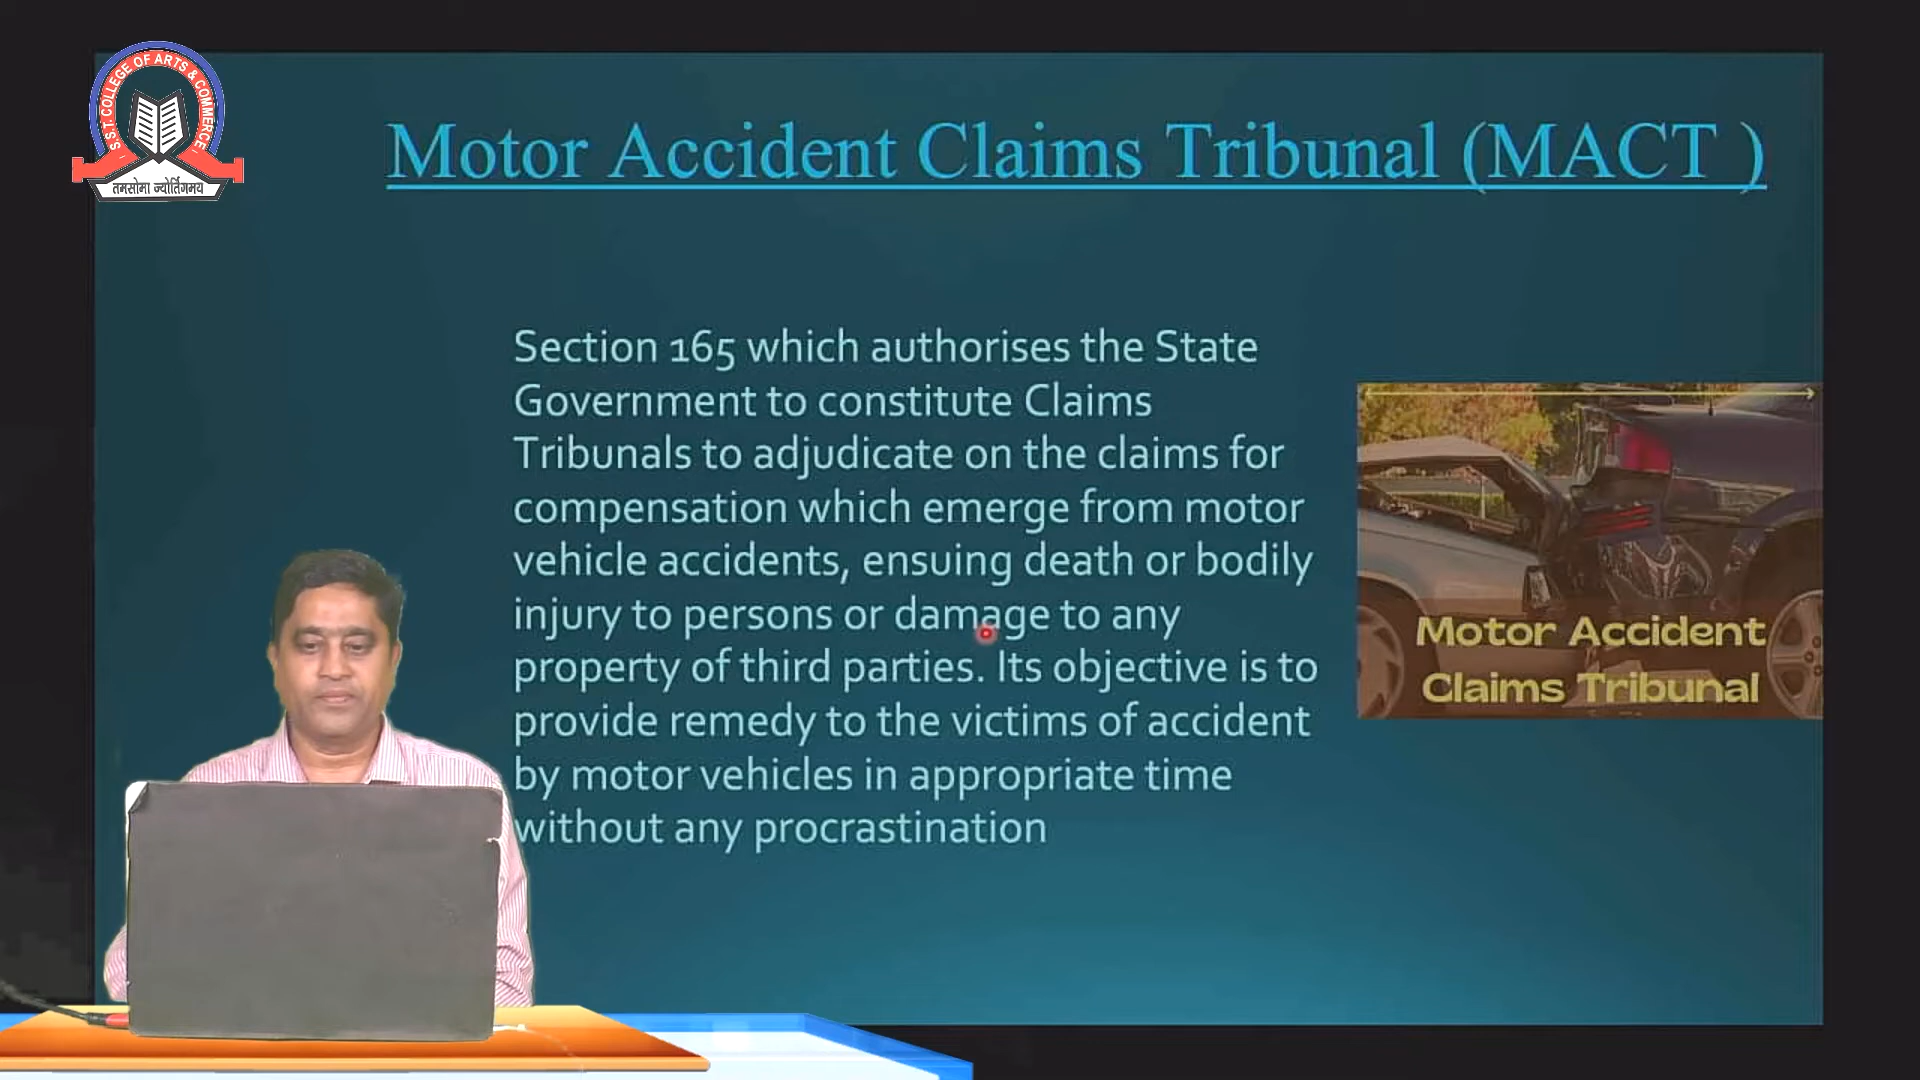 S.S.T. COLLEGE OF ARTS & COMMERCE
तमसोमा ज्योर्तिगमय
Motor Accident Claims Tribunal (MACT )
Section 165 which authorises the State
Government to constitute Claims
Tribunals to adjudicate on the claims for
compensation which emerge from motor
vehicle accidents, ensuing death or bodily
injury to persons or damage to any
property of third parties. Its objective is to
provide remedy to the victims of accident
by motor vehicles in appropriate time
without any procrastination
Motor Accident
Claims Tribunal